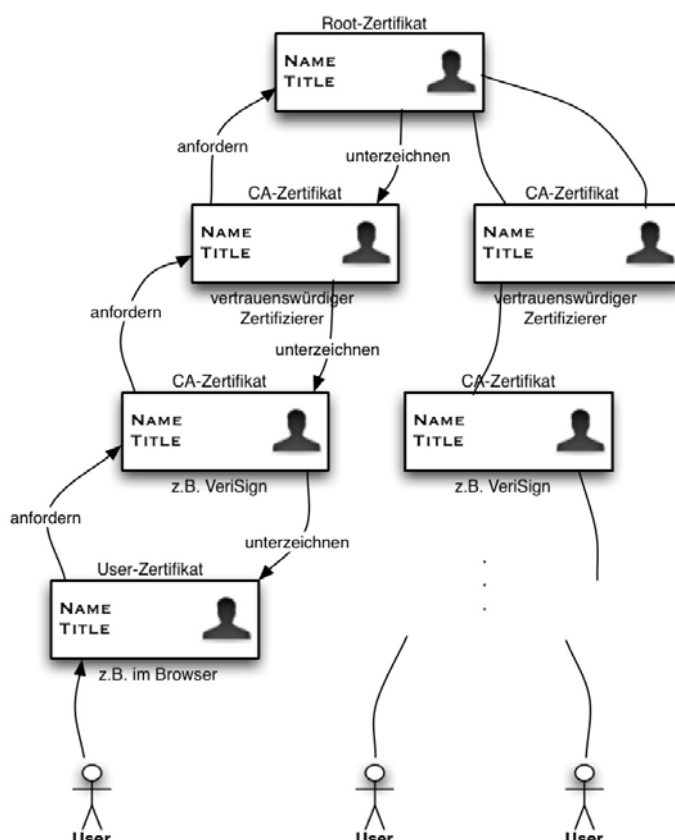 Root-Zertifikat
NAME
TITLE
anfordern
unterzeichnen
CA-Zertifikat
NAME
TITLE
vertrauenswürdiger
Zertifizierer
CA-Zertifikat
NAME
TITLE
vertrauenswürdiger
Zertifizierer
anfordern
unterzeichnen
CA-Zertifikat
NAME
TITLE
z.B. VeriSign
CA-Zertifikat
NAME
TITLE
z.B. VeriSign
anfordern
unterzeichnen
User-Zertifikat
NAME
TITLE
z.B. im Browser
User
User
User